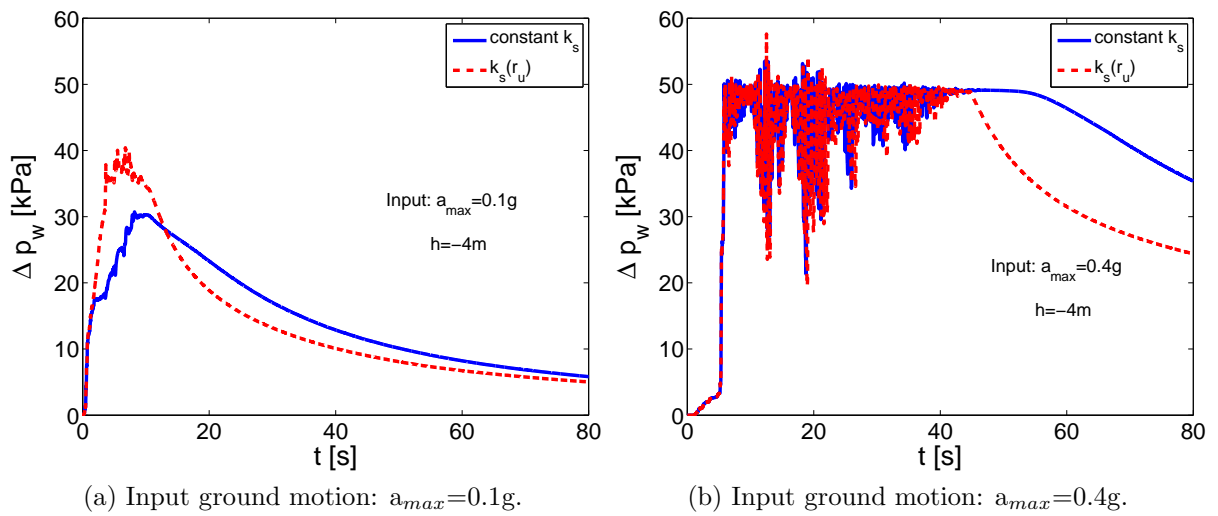 60
50
40
30
20
10
0
Δ p_w [kPa]
0
20
40
60
80
t [s]
constant k_s
k_s(r_u)
Input: a_max=0.1g
h=−4m
(a) Input ground motion: a_max=0.1g.
60
50
40
30
20
10
0
Δ p_w [kPa]
0
20
40
60
80
t [s]
constant k_s
k_s(r_u)
Input: a_max=0.4g
h=−4m
(b) Input ground motion: a_max=0.4g.